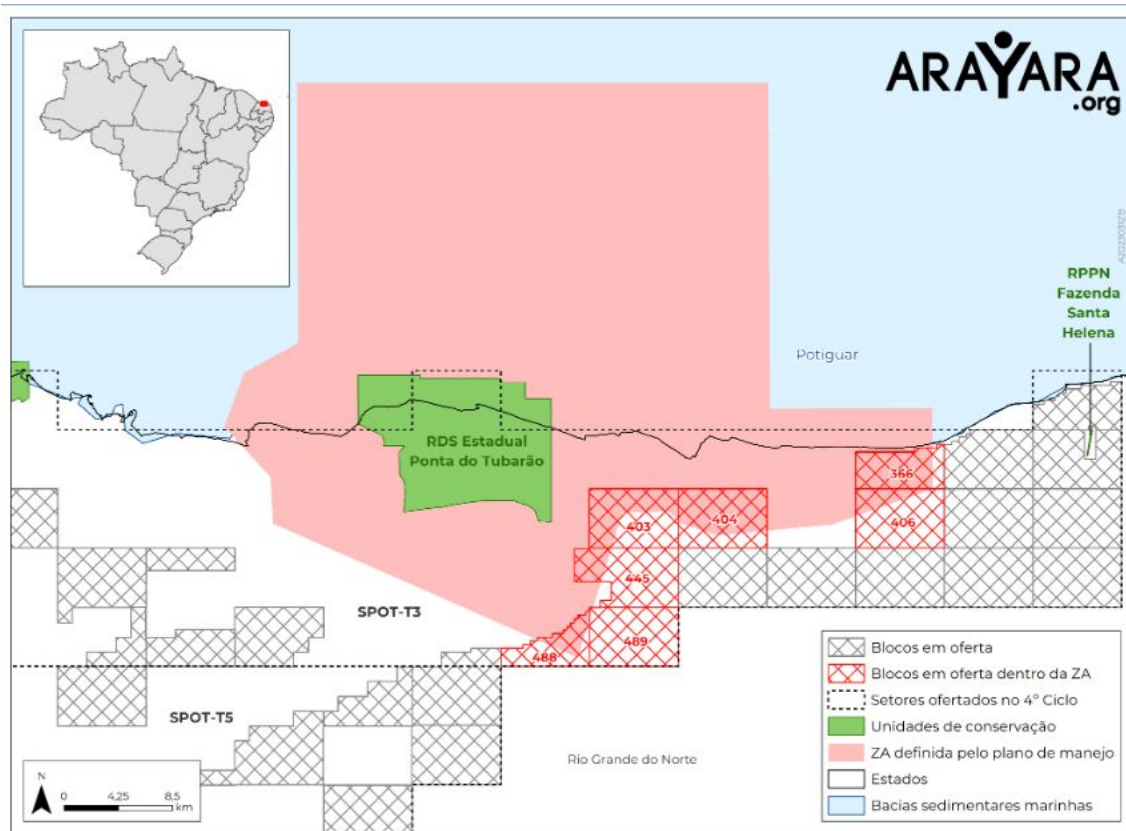 ARAYARA
.org
A20230317B
RPPN
Fazenda
Santa
Helena
Potiguar
RDS Estadual
Ponta do Tubarão
366
403
404
406
445
SPOT-T3
489
488
SPOT-T5
Rio Grande do Norte
Blocos em oferta
Blocos em oferta dentro da ZA
Setores ofertados no 4º Ciclo
Unidades de conservação
ZA definida pelo plano de manejo
Estados
Bacias sedimentares marinhas
N
0 4,25 8,5
km